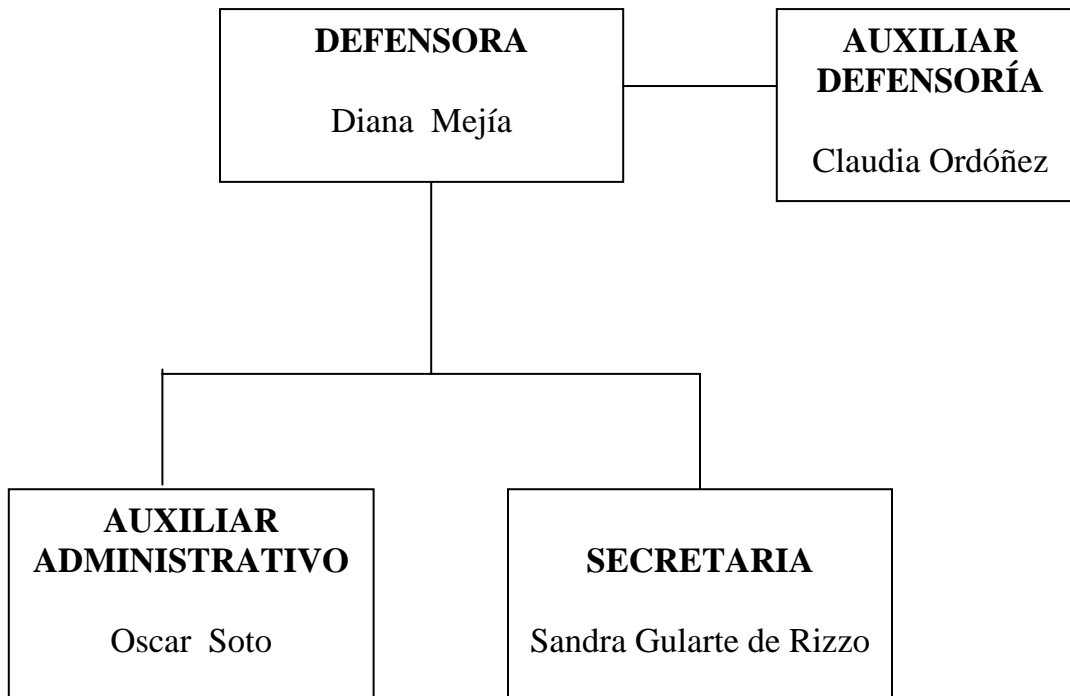 DEFENSORA
Diana Mejía
AUXILIAR
DEFENSORÍA
Claudia Ordóñez
AUXILIAR
ADMINISTRATIVO
Oscar Soto
SECRETARIA
Sandra Gularte de Rizzo